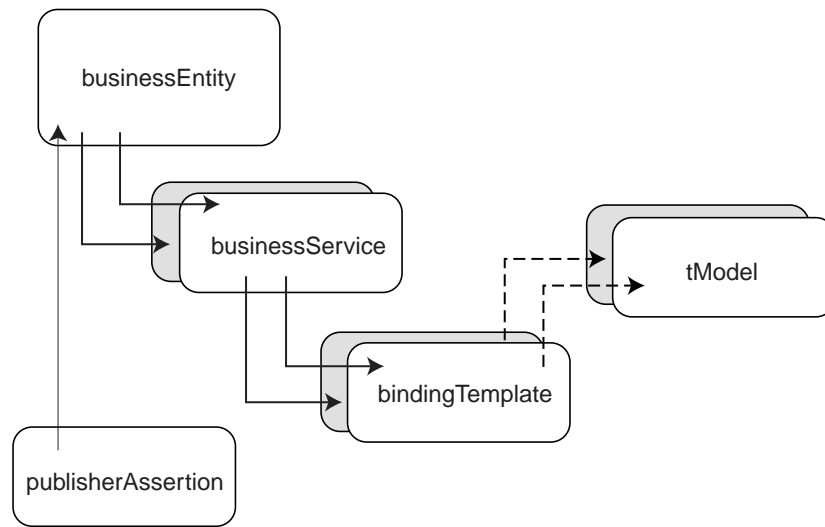 businessEntity
businessService
tModel
bindingTemplate
publisherAssertion